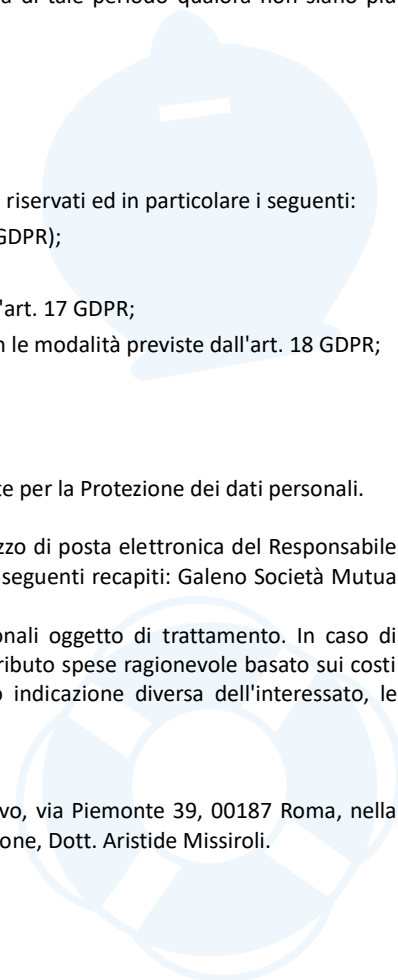 a di tale periodo qualora non siano più
riservati ed in particolare i seguenti:
GDPR);
l'art. 17 GDPR;
n le modalità previste dall'art. 18 GDPR;
te per la Protezione dei dati personali.
zzo di posta elettronica del Responsabile
seguenti recapiti: Galeno Società Mutua
onali oggetto di trattamento. In caso di
ributo spese ragionevole basato sui costi
o indicazione diversa dell'interessato, le
vo, via Piemonte 39, 00187 Roma, nella
one, Dott. Aristide Missiroli.